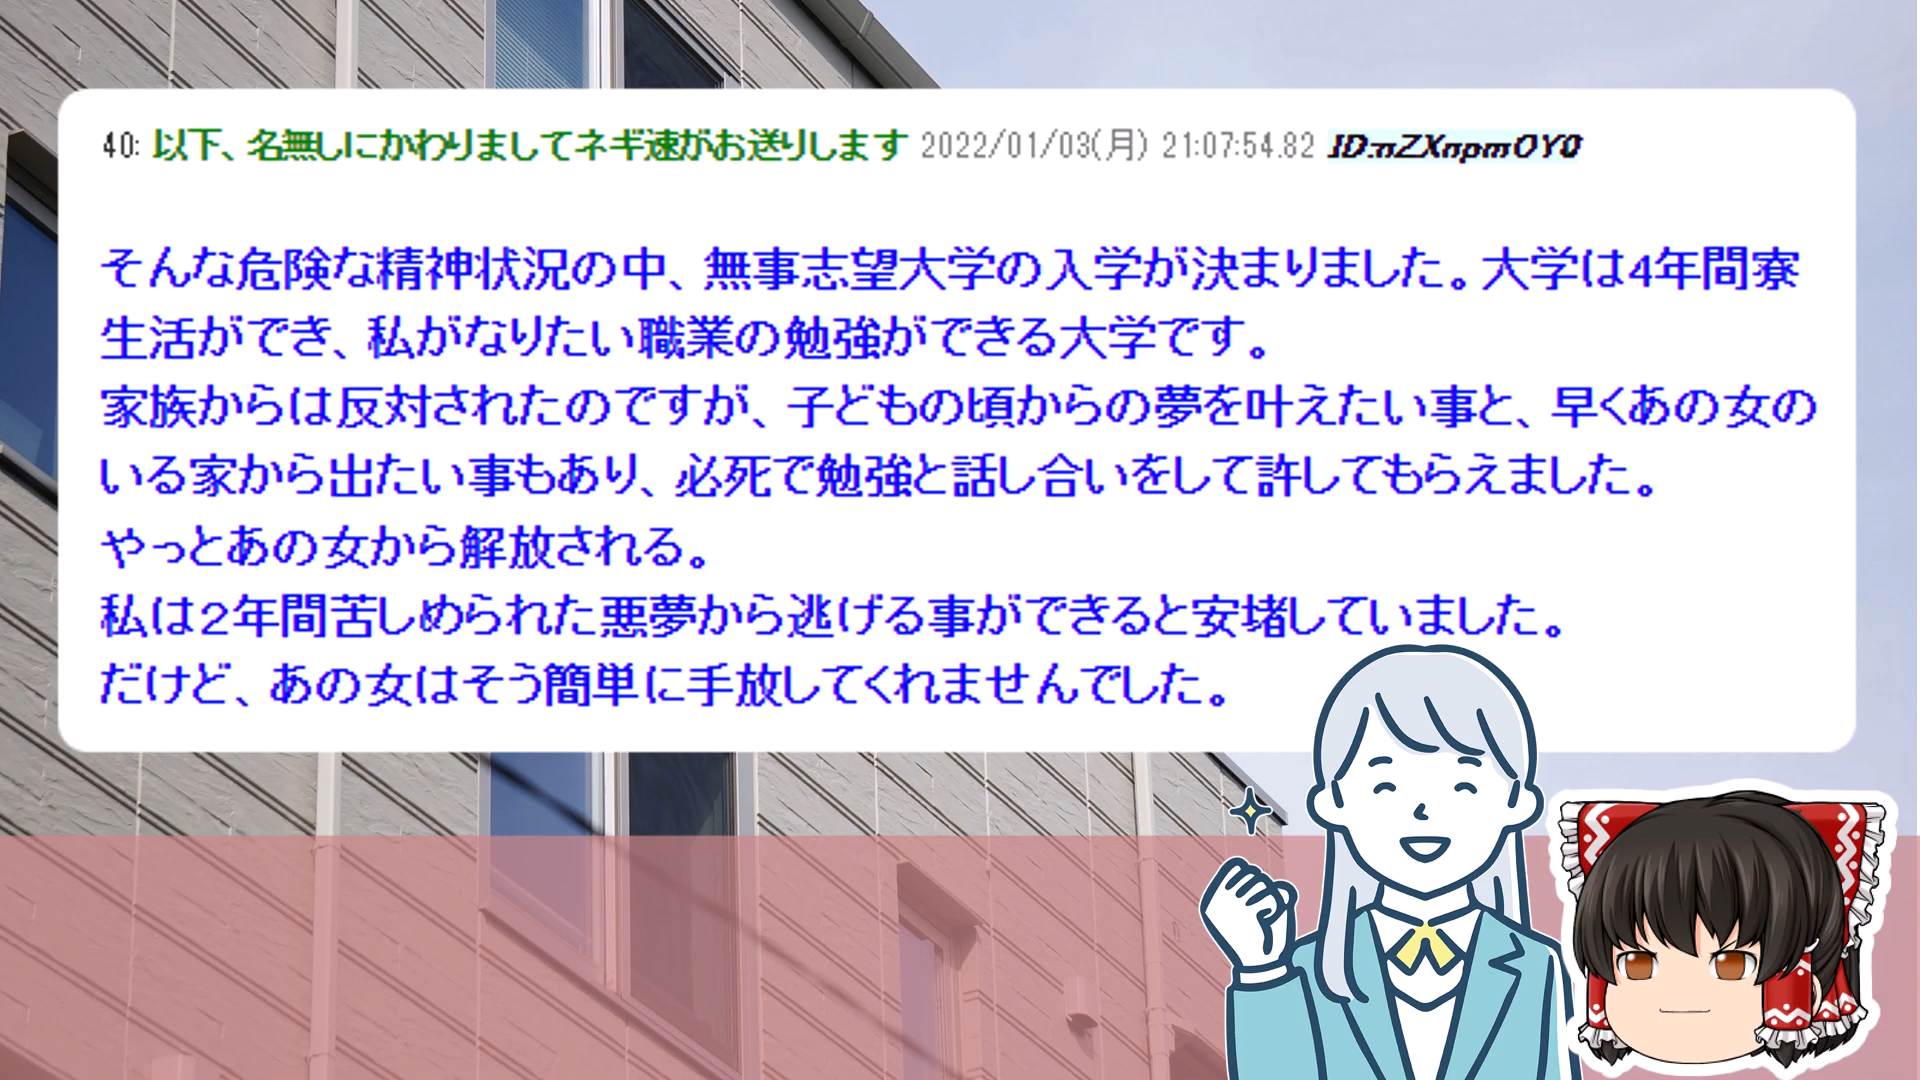 40: 以下、名無しにかわりましてネギ速がお送りします 2022/01/03(月) 21:07:54.82 ID:nZXnpmOY0
そんな危険な精神状況の中、無事志望大学の入学が決まりました。大学は4年間寮
生活ができ、私がなりたい職業の勉強ができる大学です。
家族からは反対されたのですが、子どもの頃からの夢を叶えたい事と、早くあの女の
いる家から出たい事もあり、必死で勉強と話し合いをして許してもらえました。
やっとあの女から解放される。
私は2年間苦しめられた悪夢から逃げる事ができると安堵していました。
だけど、あの女はそう簡単に手放してくれませんでした。